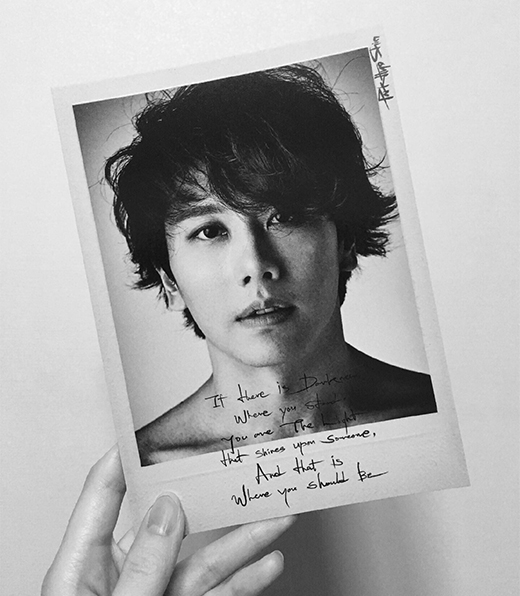 If there is Darkness
Where you stand,
You are The Light
that shines upon someone,
And that is
Where you should Be